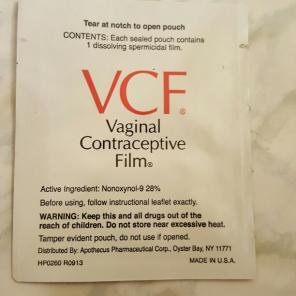 Tear at notch to open pouch
CONTENTS: Each sealed pouch contains
1 dissolving spermicidal film.
VCF®
Vaginal
Contraceptive
Film®
Active Ingredient: Nonoxynol-9 28%
Before using, follow instructional leaflet exactly.
WARNING: Keep this and all drugs out of the
reach of children. Do not store near excessive heat.
Tamper evident pouch, do not use if opened.
Distributed By: Apothecus Pharmaceutical Corp., Oyster Bay, NY 11771
HP0260 R0913 MADE IN U.S.A.